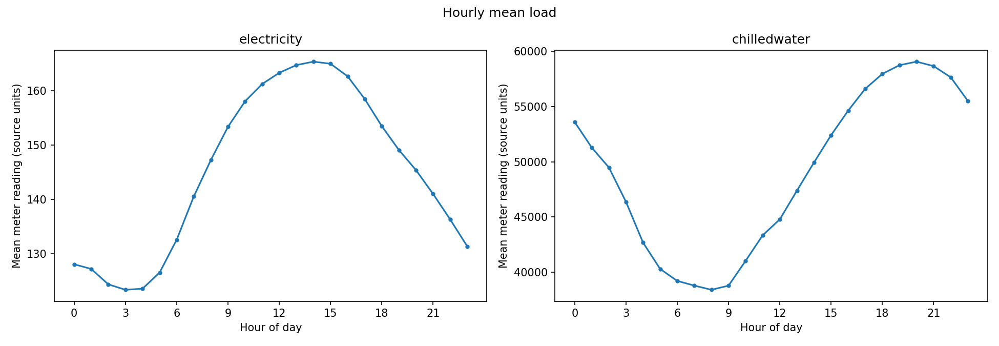 Hourly mean load
electricity
Mean meter reading (source units)
160
150
140
130
0 3 6 9 12 15 18 21
Hour of day
chilledwater
Mean meter reading (source units)
60000
55000
50000
45000
40000
0 3 6 9 12 15 18 21
Hour of day